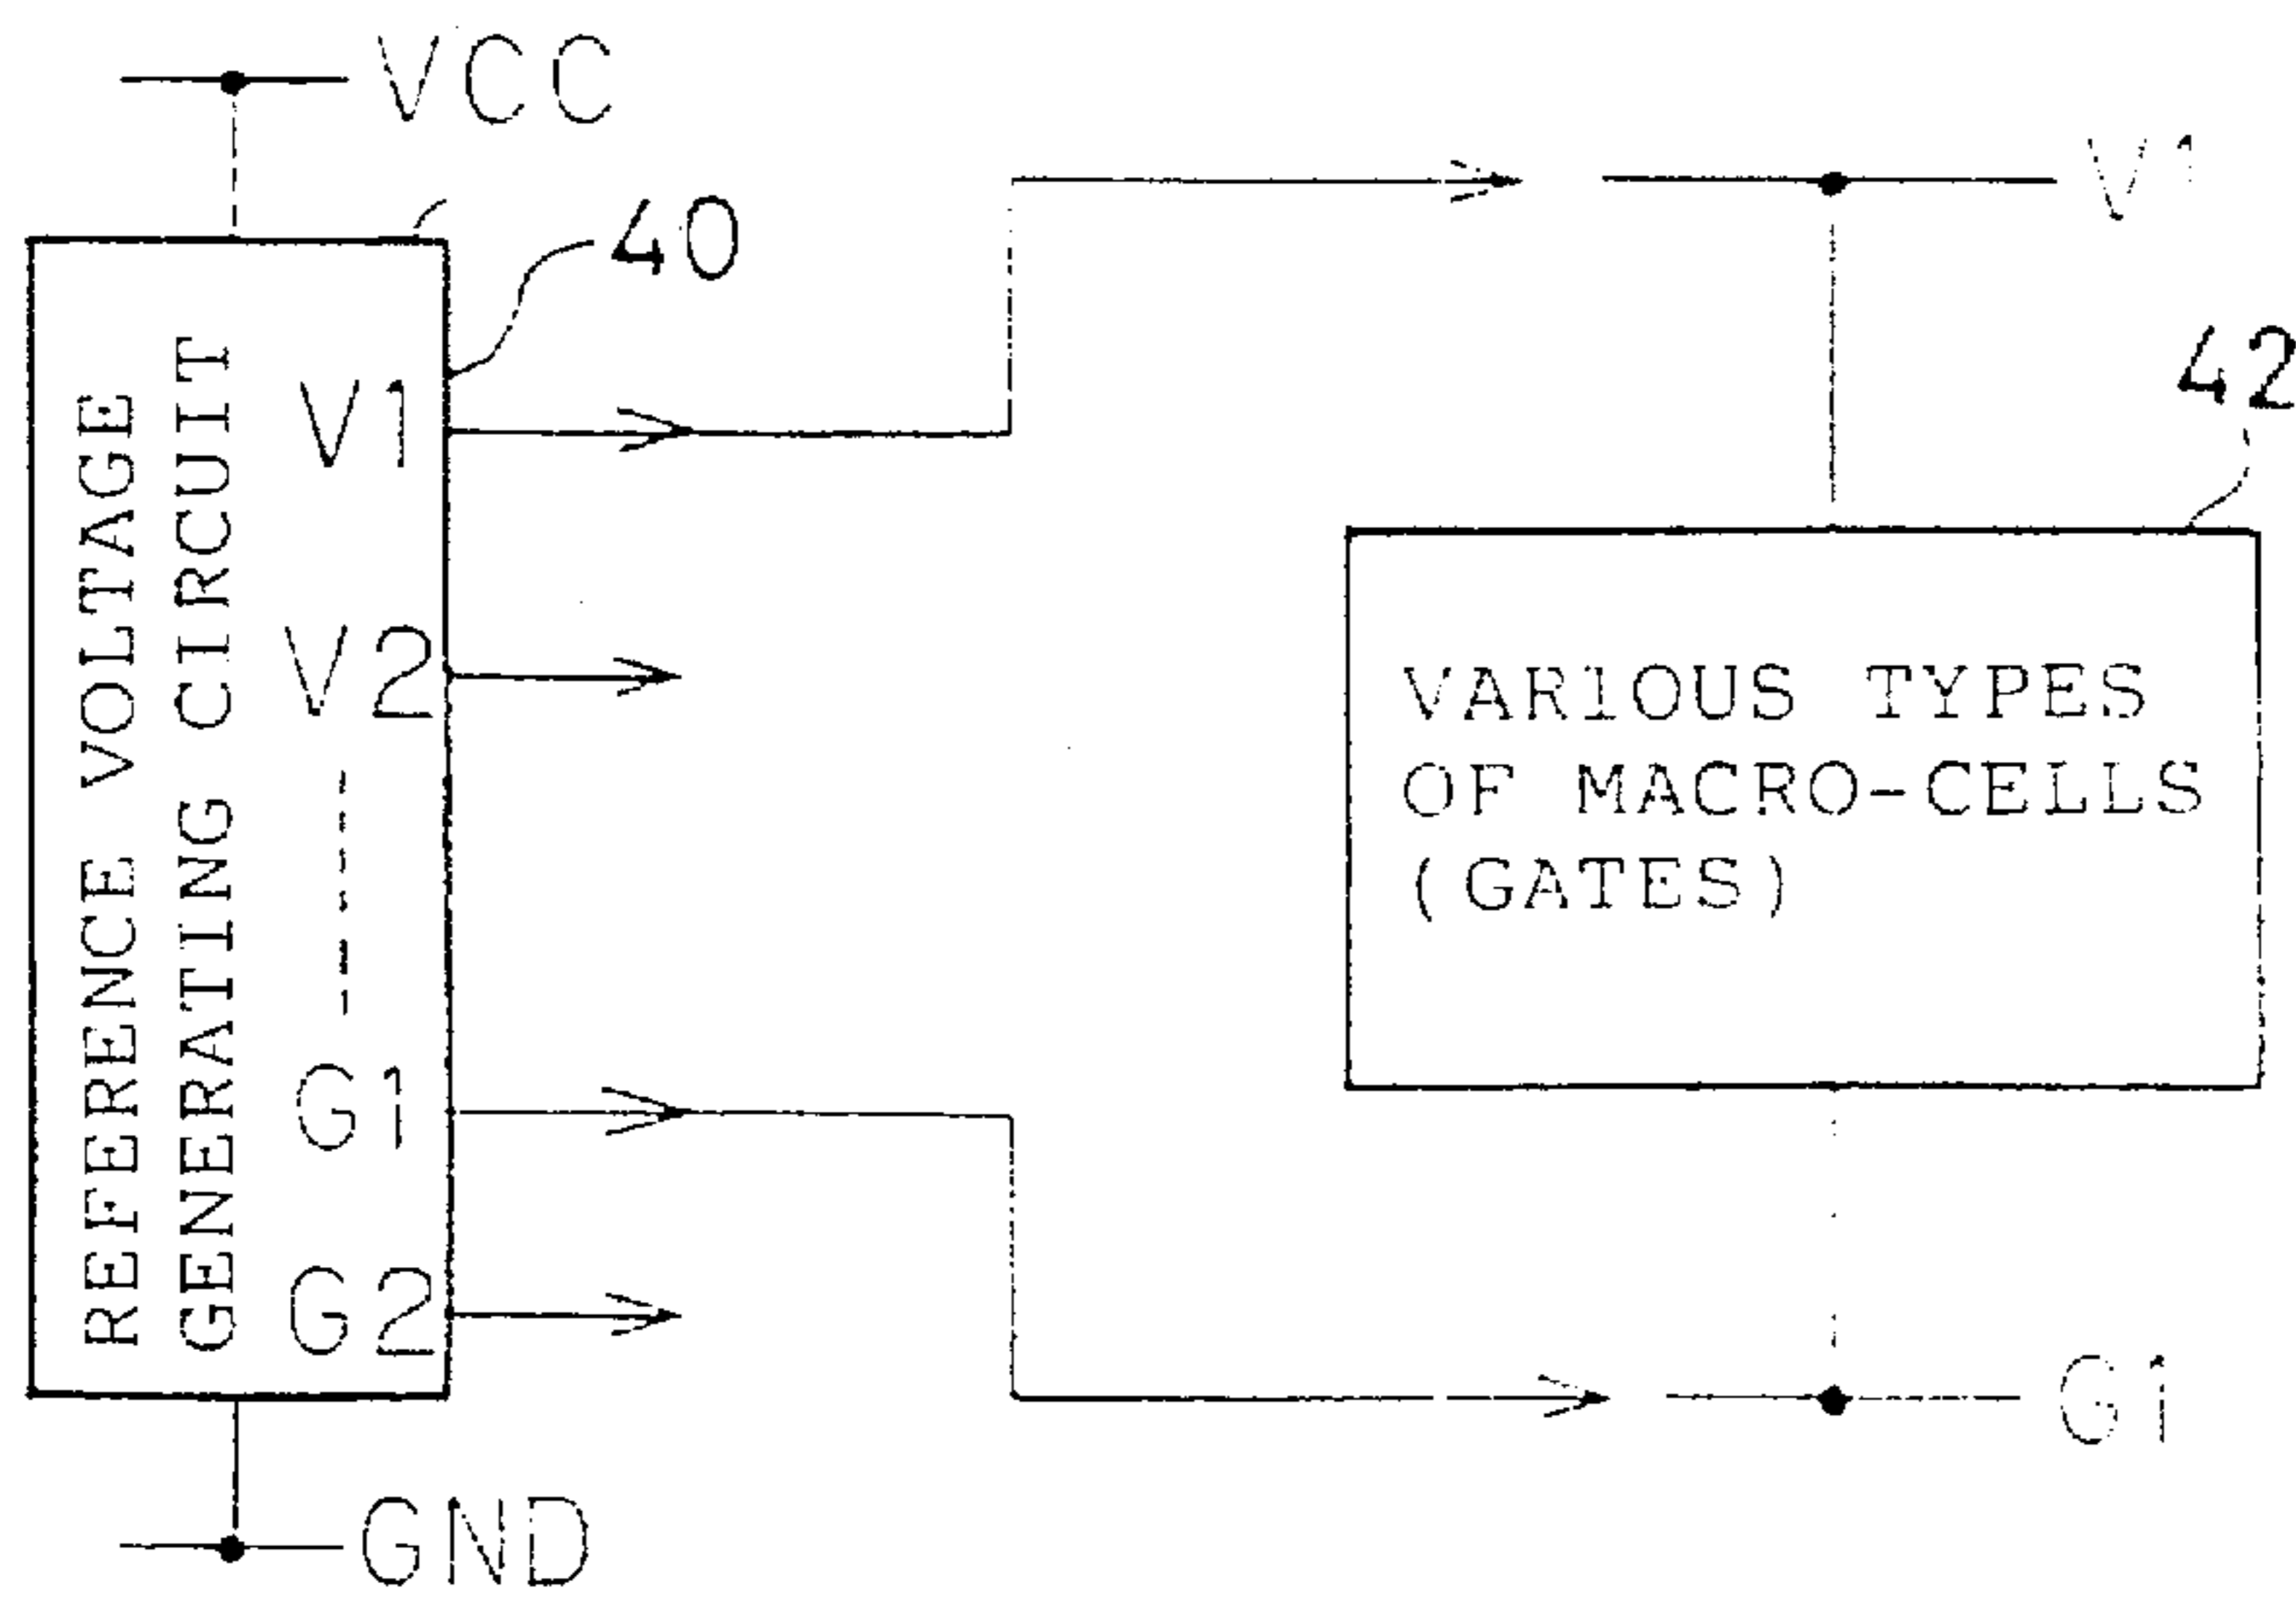 VCC
40
REFERENCE VOLTAGE
GENERATING CIRCUIT
V1
V2
G1
G2
GND
V1
42
VARIOUS TYPES
OF MACRO-CELLS
(GATES)
G1